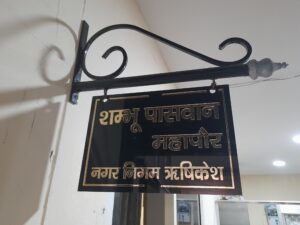 शम्भू पासवान
महापौर
नगर निगम ऋषिकेश